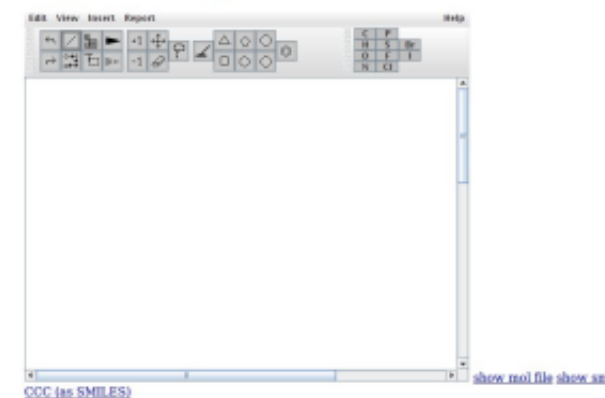 Edit View Insert Report Help
+1
-1
C P
H S Br
O F I
N Cl
show mol file show sm
CCC (as SMILES)